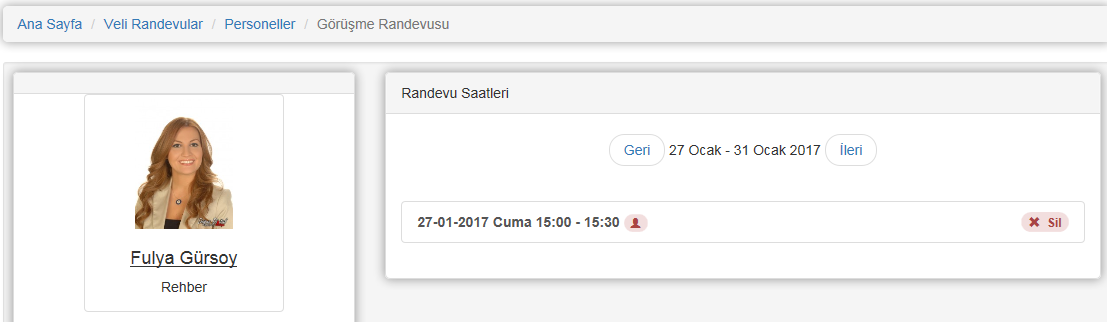 Ana Sayfa / Veli Randevular / Personeller / Görüşme Randevusu
Fulya Gürsoy
Rehber
Randevu Saatleri
Geri 27 Ocak - 31 Ocak 2017 İleri
27-01-2017 Cuma 15:00 - 15:30 Sil